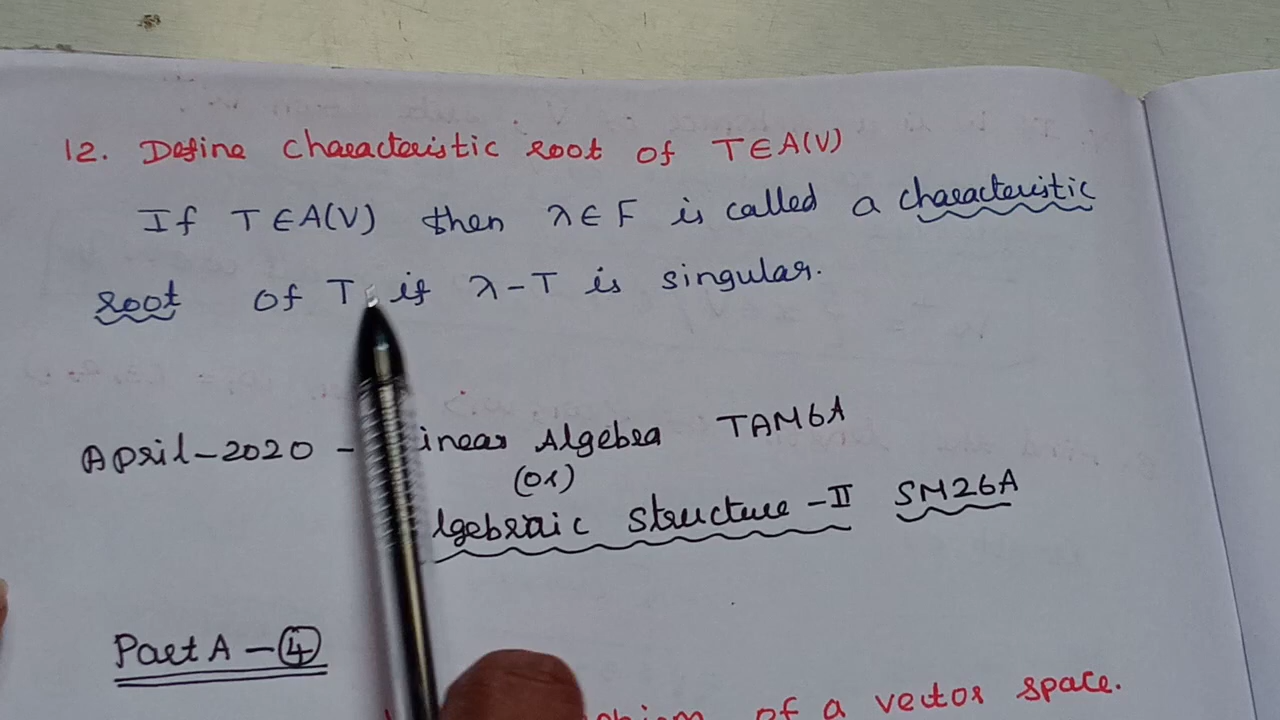 12. Define characteristic root of T∈A(V)
If T∈A(V) then λ∈F is called a characteristic
root of T if λ-T is singular.
April-2020 - inear Algebra TAM6A
(or)
lgebraic structure -II SM26A
Part A - ④
of a vector space.